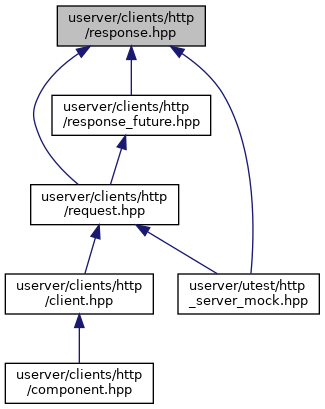 userver/clients/http
/response.hpp
userver/clients/http
/response_future.hpp
userver/clients/http
/request.hpp
userver/clients/http
/client.hpp
userver/utest/http
_server_mock.hpp
userver/clients/http
/component.hpp